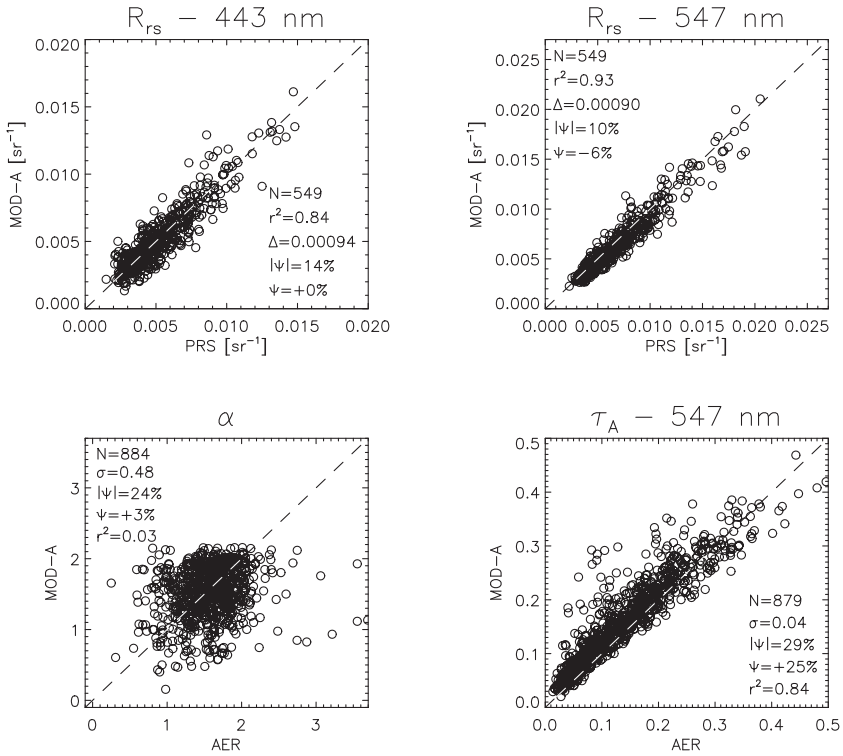 R_rs − 443 nm
0.020
0.015
0.010
0.005
0.000
MOD−A [sr⁻¹]
N=549
r²=0.84
Δ=0.00094
|Ψ|=14%
Ψ=+0%
0.000 0.005 0.010 0.015 0.020
PRS [sr⁻¹]
R_rs − 547 nm
0.025
0.020
0.015
0.010
0.005
0.000
MOD−A [sr⁻¹]
N=549
r²=0.93
Δ=0.00090
|Ψ|=10%
Ψ=−6%
0.000 0.005 0.010 0.015 0.020 0.025
PRS [sr⁻¹]
α
3
2
1
0
MOD−A
N=884
σ=0.48
|Ψ|=24%
Ψ=+3%
r²=0.03
0 1 2 3
AER
τ_A − 547 nm
0.5
0.4
0.3
0.2
0.1
0.0
MOD−A
N=879
σ=0.04
|Ψ|=29%
Ψ=+25%
r²=0.84
0.0 0.1 0.2 0.3 0.4 0.5
AER